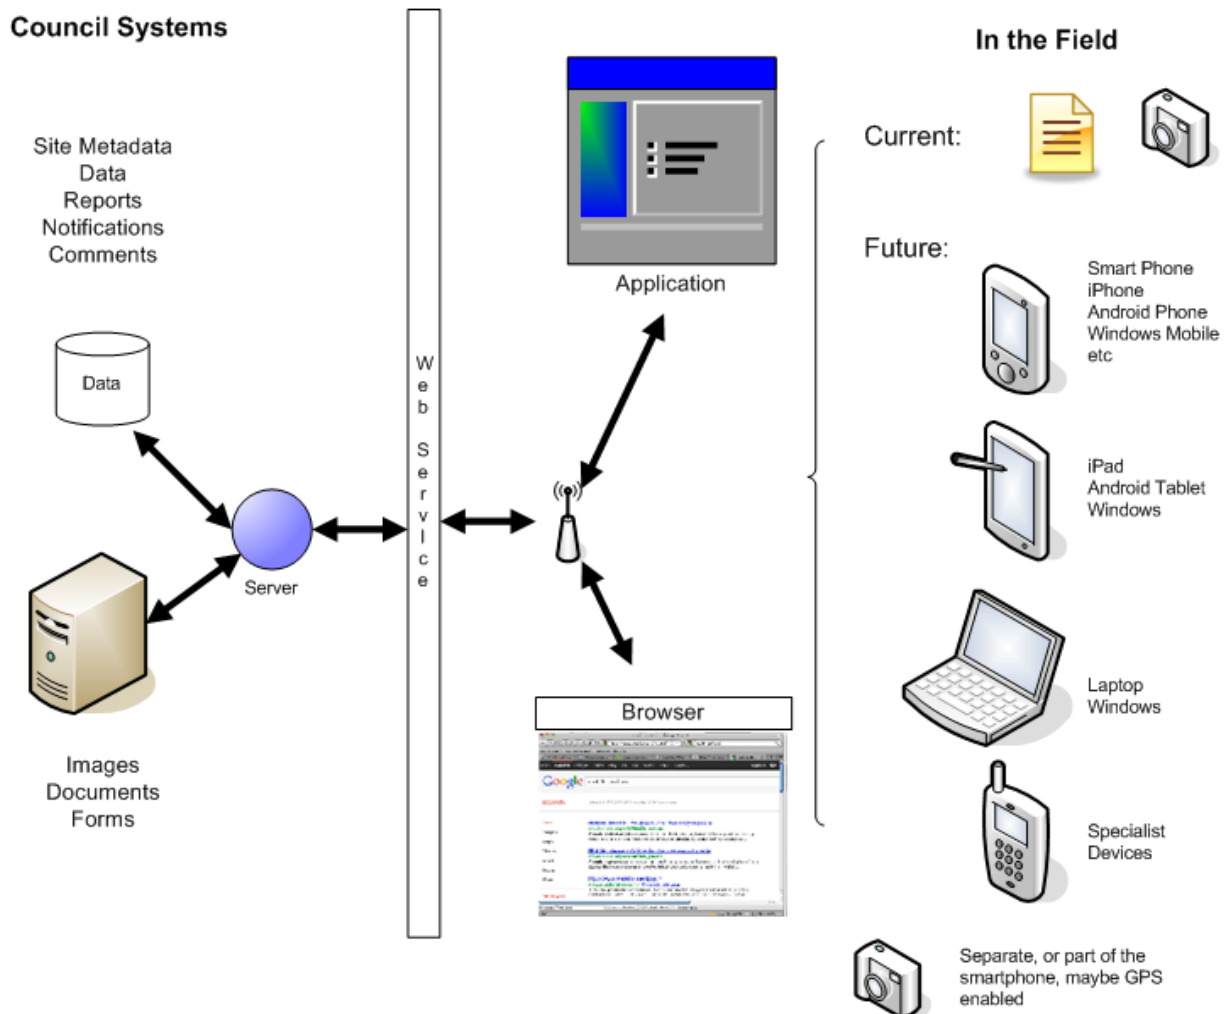 Council Systems
In the Field
Site Metadata
Data
Reports
Notifications
Comments
Data
Server
Images
Documents
Forms
Web Service
Application
Browser
Google
Current:
Future:
Smart Phone
iPhone
Android Phone
Windows Mobile
etc
iPad
Android Tablet
Windows
Laptop
Windows
Specialist
Devices
Separate, or part of the
smartphone, maybe GPS
enabled